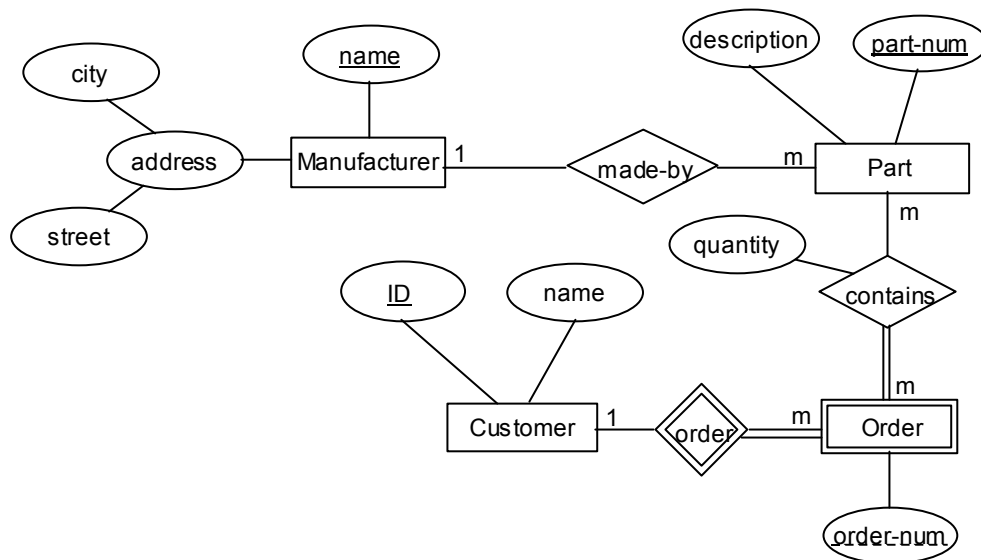 description
part-num
name
city
address
Manufacturer
1
made-by
m
Part
m
street
quantity
ID
name
contains
m
Customer
1
order
m
Order
order-num